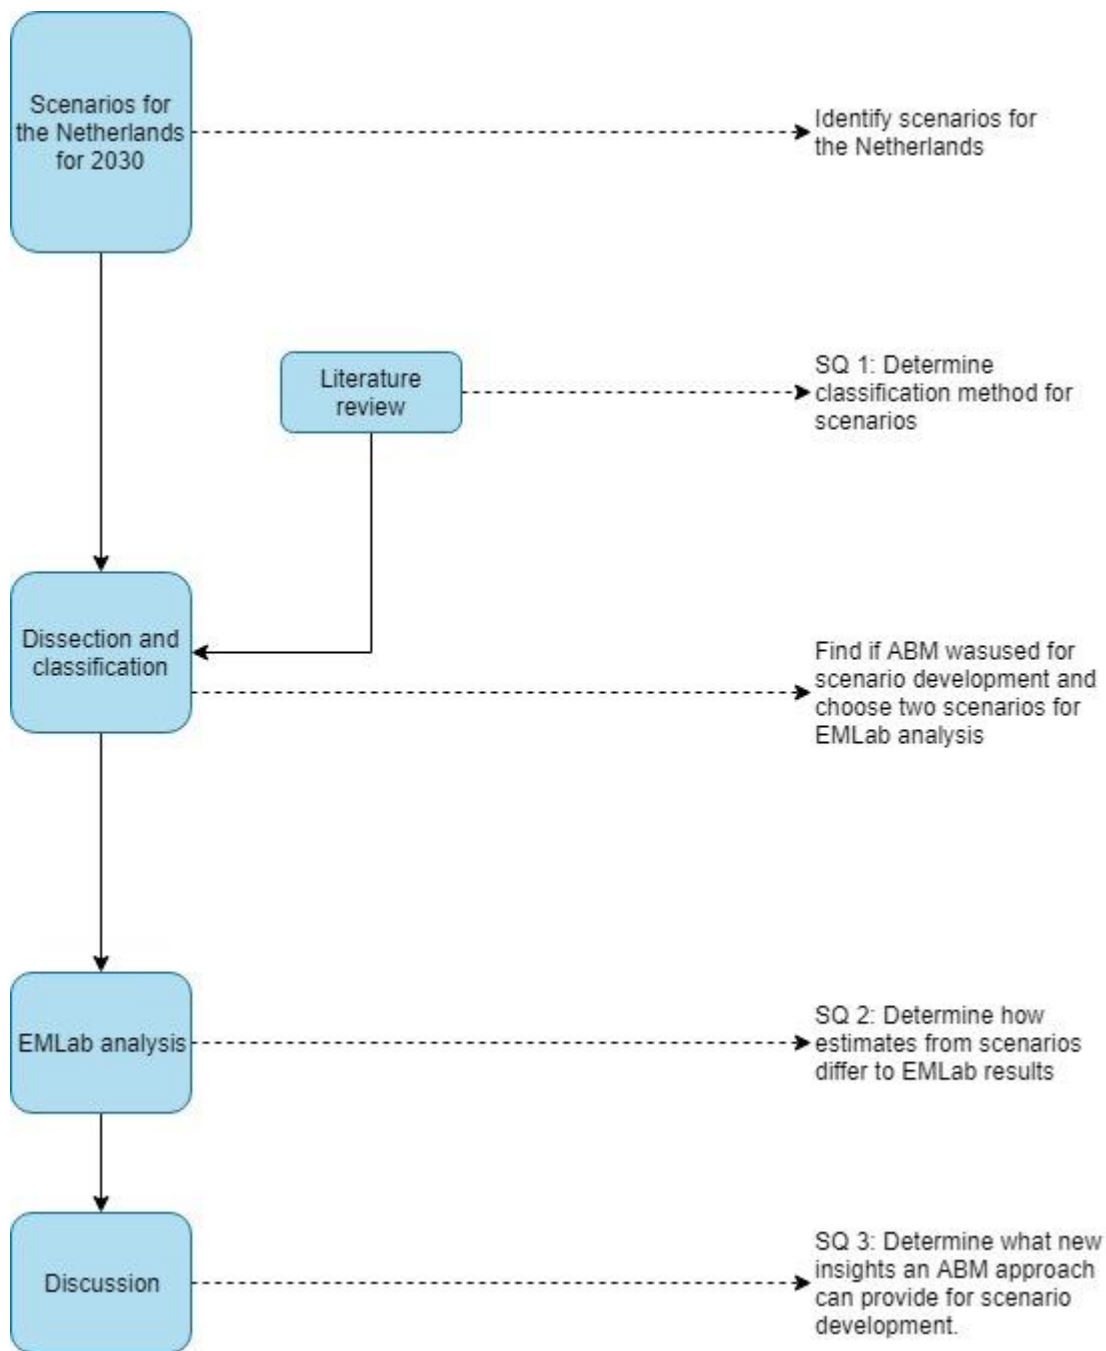 Scenarios for
the Netherlands
for 2030
Identify scenarios for
the Netherlands
Literature
review
SQ 1: Determine
classification method for
scenarios
Dissection and
classification
Find if ABM wasused for
scenario development and
choose two scenarios for
EMLab analysis
EMLab analysis
SQ 2: Determine how
estimates from scenarios
differ to EMLab results
Discussion
SQ 3: Determine what new
insights an ABM approach
can provide for scenario
development.